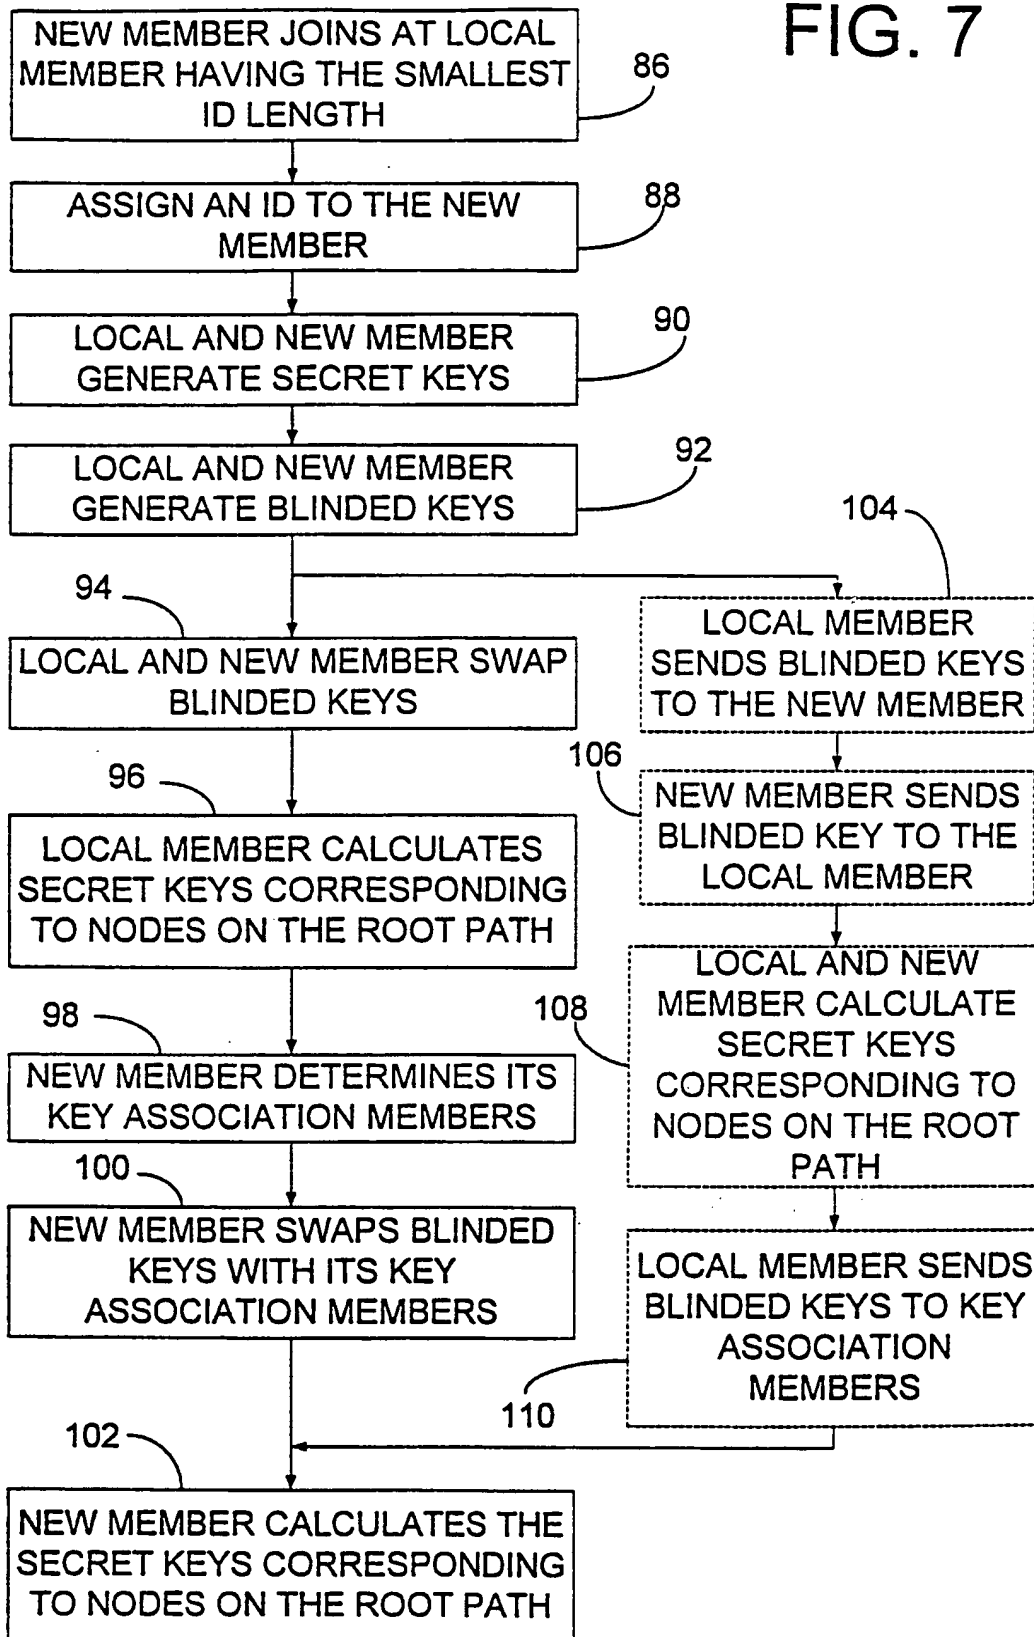 FIG. 7
NEW MEMBER JOINS AT LOCAL
MEMBER HAVING THE SMALLEST
ID LENGTH
86
ASSIGN AN ID TO THE NEW
MEMBER
88
LOCAL AND NEW MEMBER
GENERATE SECRET KEYS
90
LOCAL AND NEW MEMBER
GENERATE BLINDED KEYS
92
94
LOCAL AND NEW MEMBER SWAP
BLINDED KEYS
96
LOCAL MEMBER CALCULATES
SECRET KEYS CORRESPONDING
TO NODES ON THE ROOT PATH
98
NEW MEMBER DETERMINES ITS
KEY ASSOCIATION MEMBERS
100
NEW MEMBER SWAPS BLINDED
KEYS WITH ITS KEY
ASSOCIATION MEMBERS
104
LOCAL MEMBER
SENDS BLINDED KEYS
TO THE NEW MEMBER
106
NEW MEMBER SENDS
BLINDED KEY TO THE
LOCAL MEMBER
108
LOCAL AND NEW
MEMBER CALCULATE
SECRET KEYS
CORRESPONDING TO
NODES ON THE ROOT
PATH
LOCAL MEMBER SENDS
BLINDED KEYS TO KEY
ASSOCIATION
MEMBERS
110
102
NEW MEMBER CALCULATES THE
SECRET KEYS CORRESPONDING
TO NODES ON THE ROOT PATH